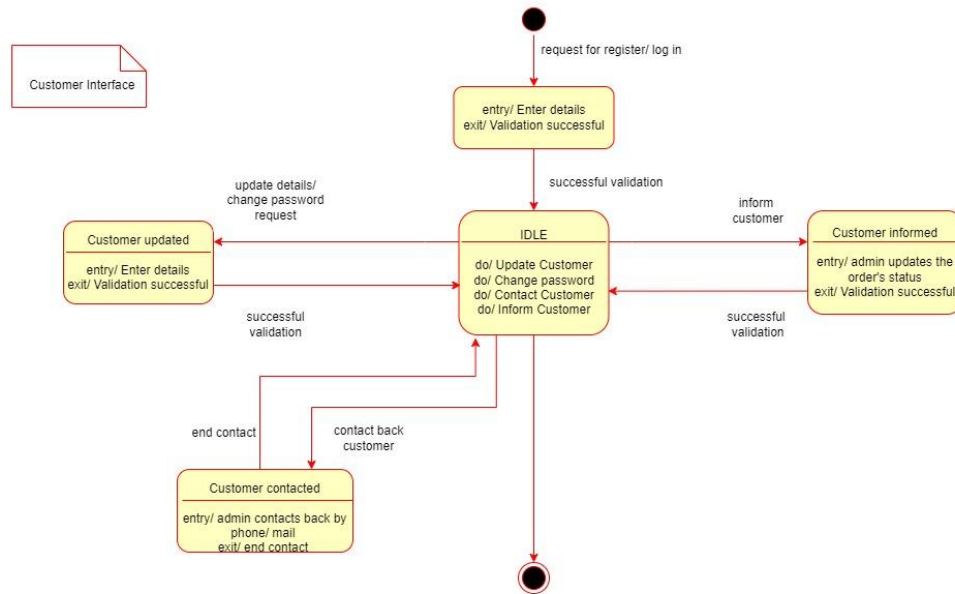 request for register/ log in
Customer Interface
entry/ Enter details
exit/ Validation successful
successful validation
update details/
change password
request
inform
customer
Customer updated
entry/ Enter details
exit/ Validation successful
IDLE
do/ Update Customer
do/ Change password
do/ Contact Customer
do/ Inform Customer
Customer informed
entry/ admin updates the
order's status
exit/ Validation successful
successful
validation
successful
validation
end contact
contact back
customer
Customer contacted
entry/ admin contacts back by
phone/ mail
exit/ end contact